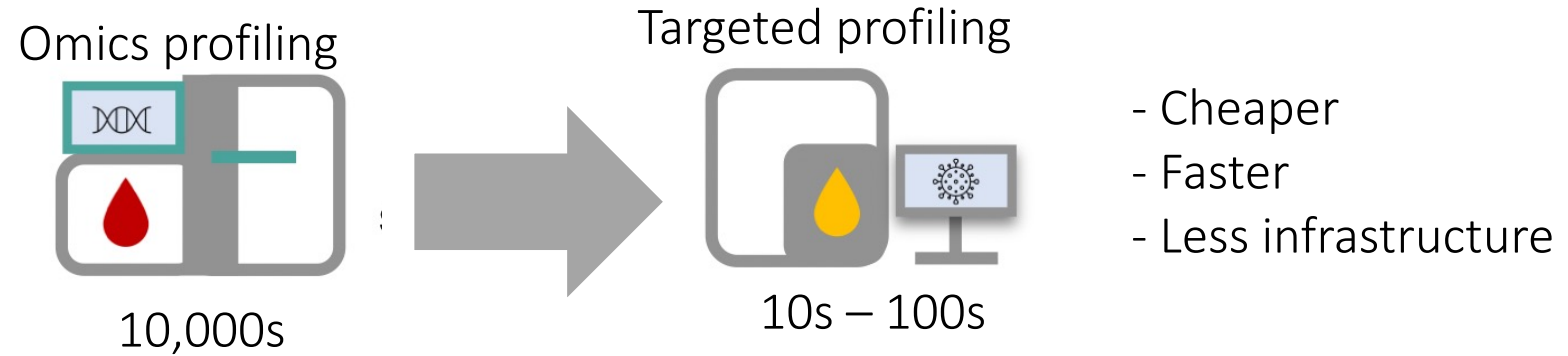 Omics profiling
10,000s
Targeted profiling
10s – 100s
- Cheaper
- Faster
- Less infrastructure